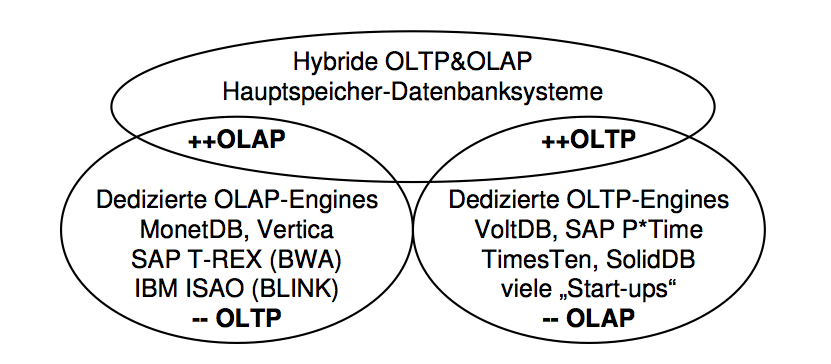 Hybride OLTP&OLAP
Hauptspeicher-Datenbanksysteme
++OLAP
++OLTP
Dedizierte OLAP-Engines
MonetDB, Vertica
SAP T-REX (BWA)
IBM ISAO (BLINK)
-- OLTP
Dedizierte OLTP-Engines
VoltDB, SAP P*Time
TimesTen, SolidDB
viele „Start-ups“
-- OLAP